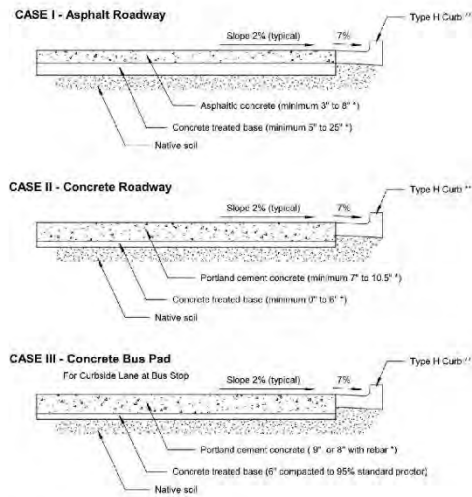 CASE I - Asphalt Roadway
Type H Curb **
Slope 2% (typical)
7%
Asphaltic concrete (minimum 3" to 8" *)
Concrete treated base (minimum 5" to 25" *)
Native soil
CASE II - Concrete Roadway
Type H Curb **
Slope 2% (typical)
7%
Portland cement concrete (minimum 7" to 10.5" *)
Concrete treated base (minimum 0" to 6" *)
Native soil
CASE III - Concrete Bus Pad
For Curbside Lane at Bus Stop
Type H Curb **
Slope 2% (typical)
7%
Portland cement concrete ( 9" or 8" with rebar *)
Concrete treated base (6" compacted to 95% standard proctor)
Native soil